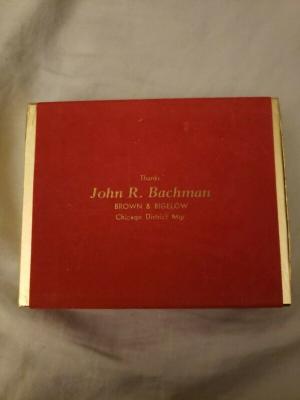 Thanks
John R. Bachman
BROWN & BIGELOW
Chicago District Mgr